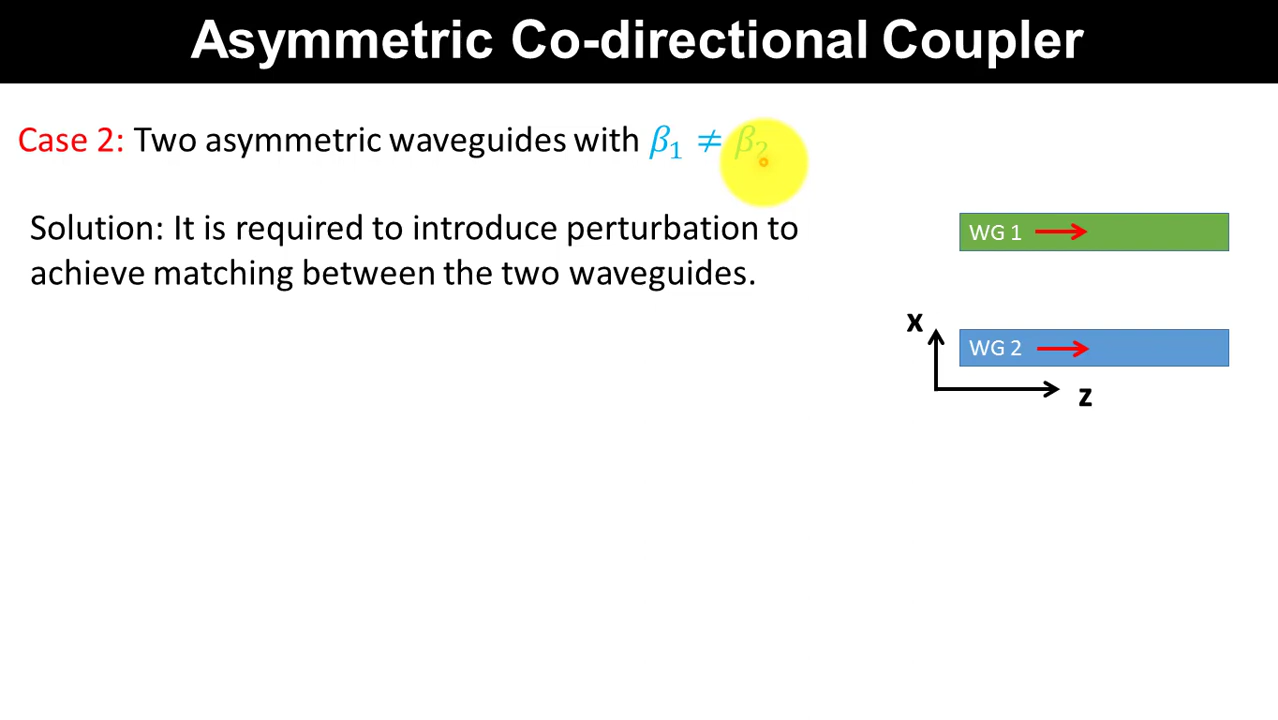 Asymmetric Co-directional Coupler
Case 2: Two asymmetric waveguides with β₁ ≠ β₂
Solution: It is required to introduce perturbation to
achieve matching between the two waveguides.
WG 1
x
WG 2
z